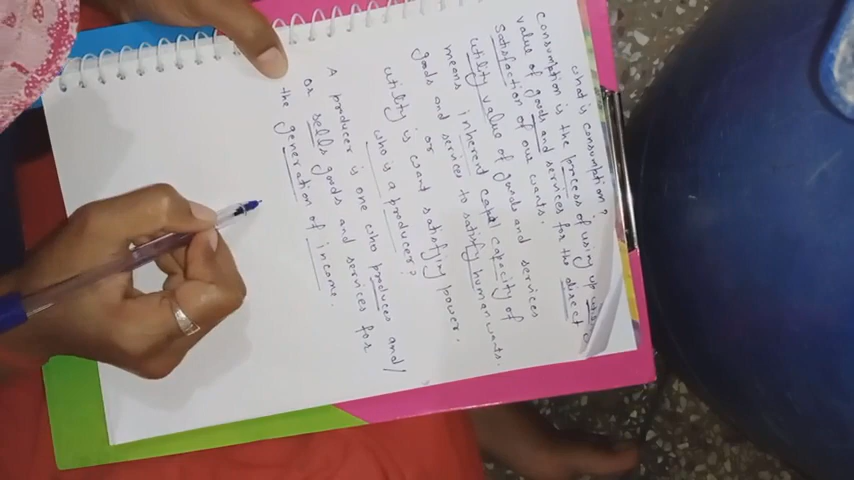 what is consumption?
consumption is the process of using up
value of goods and services for the direct
satisfaction of our wants.
utility value of goods and services
means inherent capacity of
goods and services to satisfy human wants.
or
utility is want satisfying power.
who is a producer?
A producer is one who produces and/
or sells goods and services for
the generation of income.